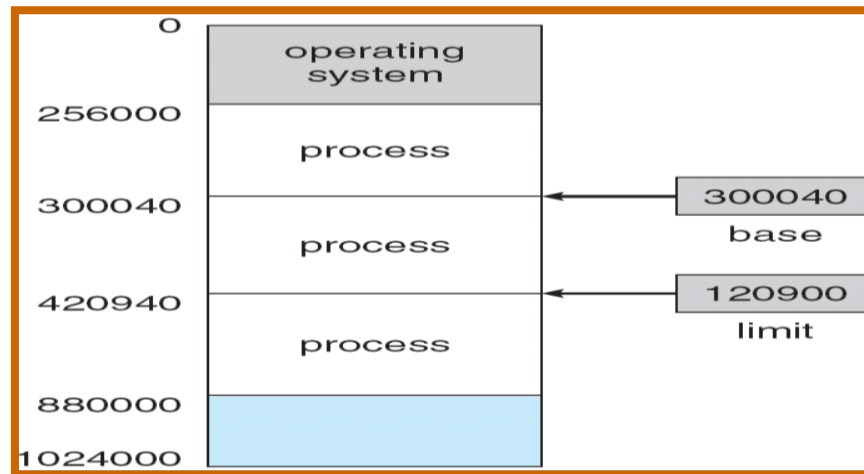 0
operating
system
256000
process
300040
300040
base
process
420940
120900
limit
process
880000
1024000